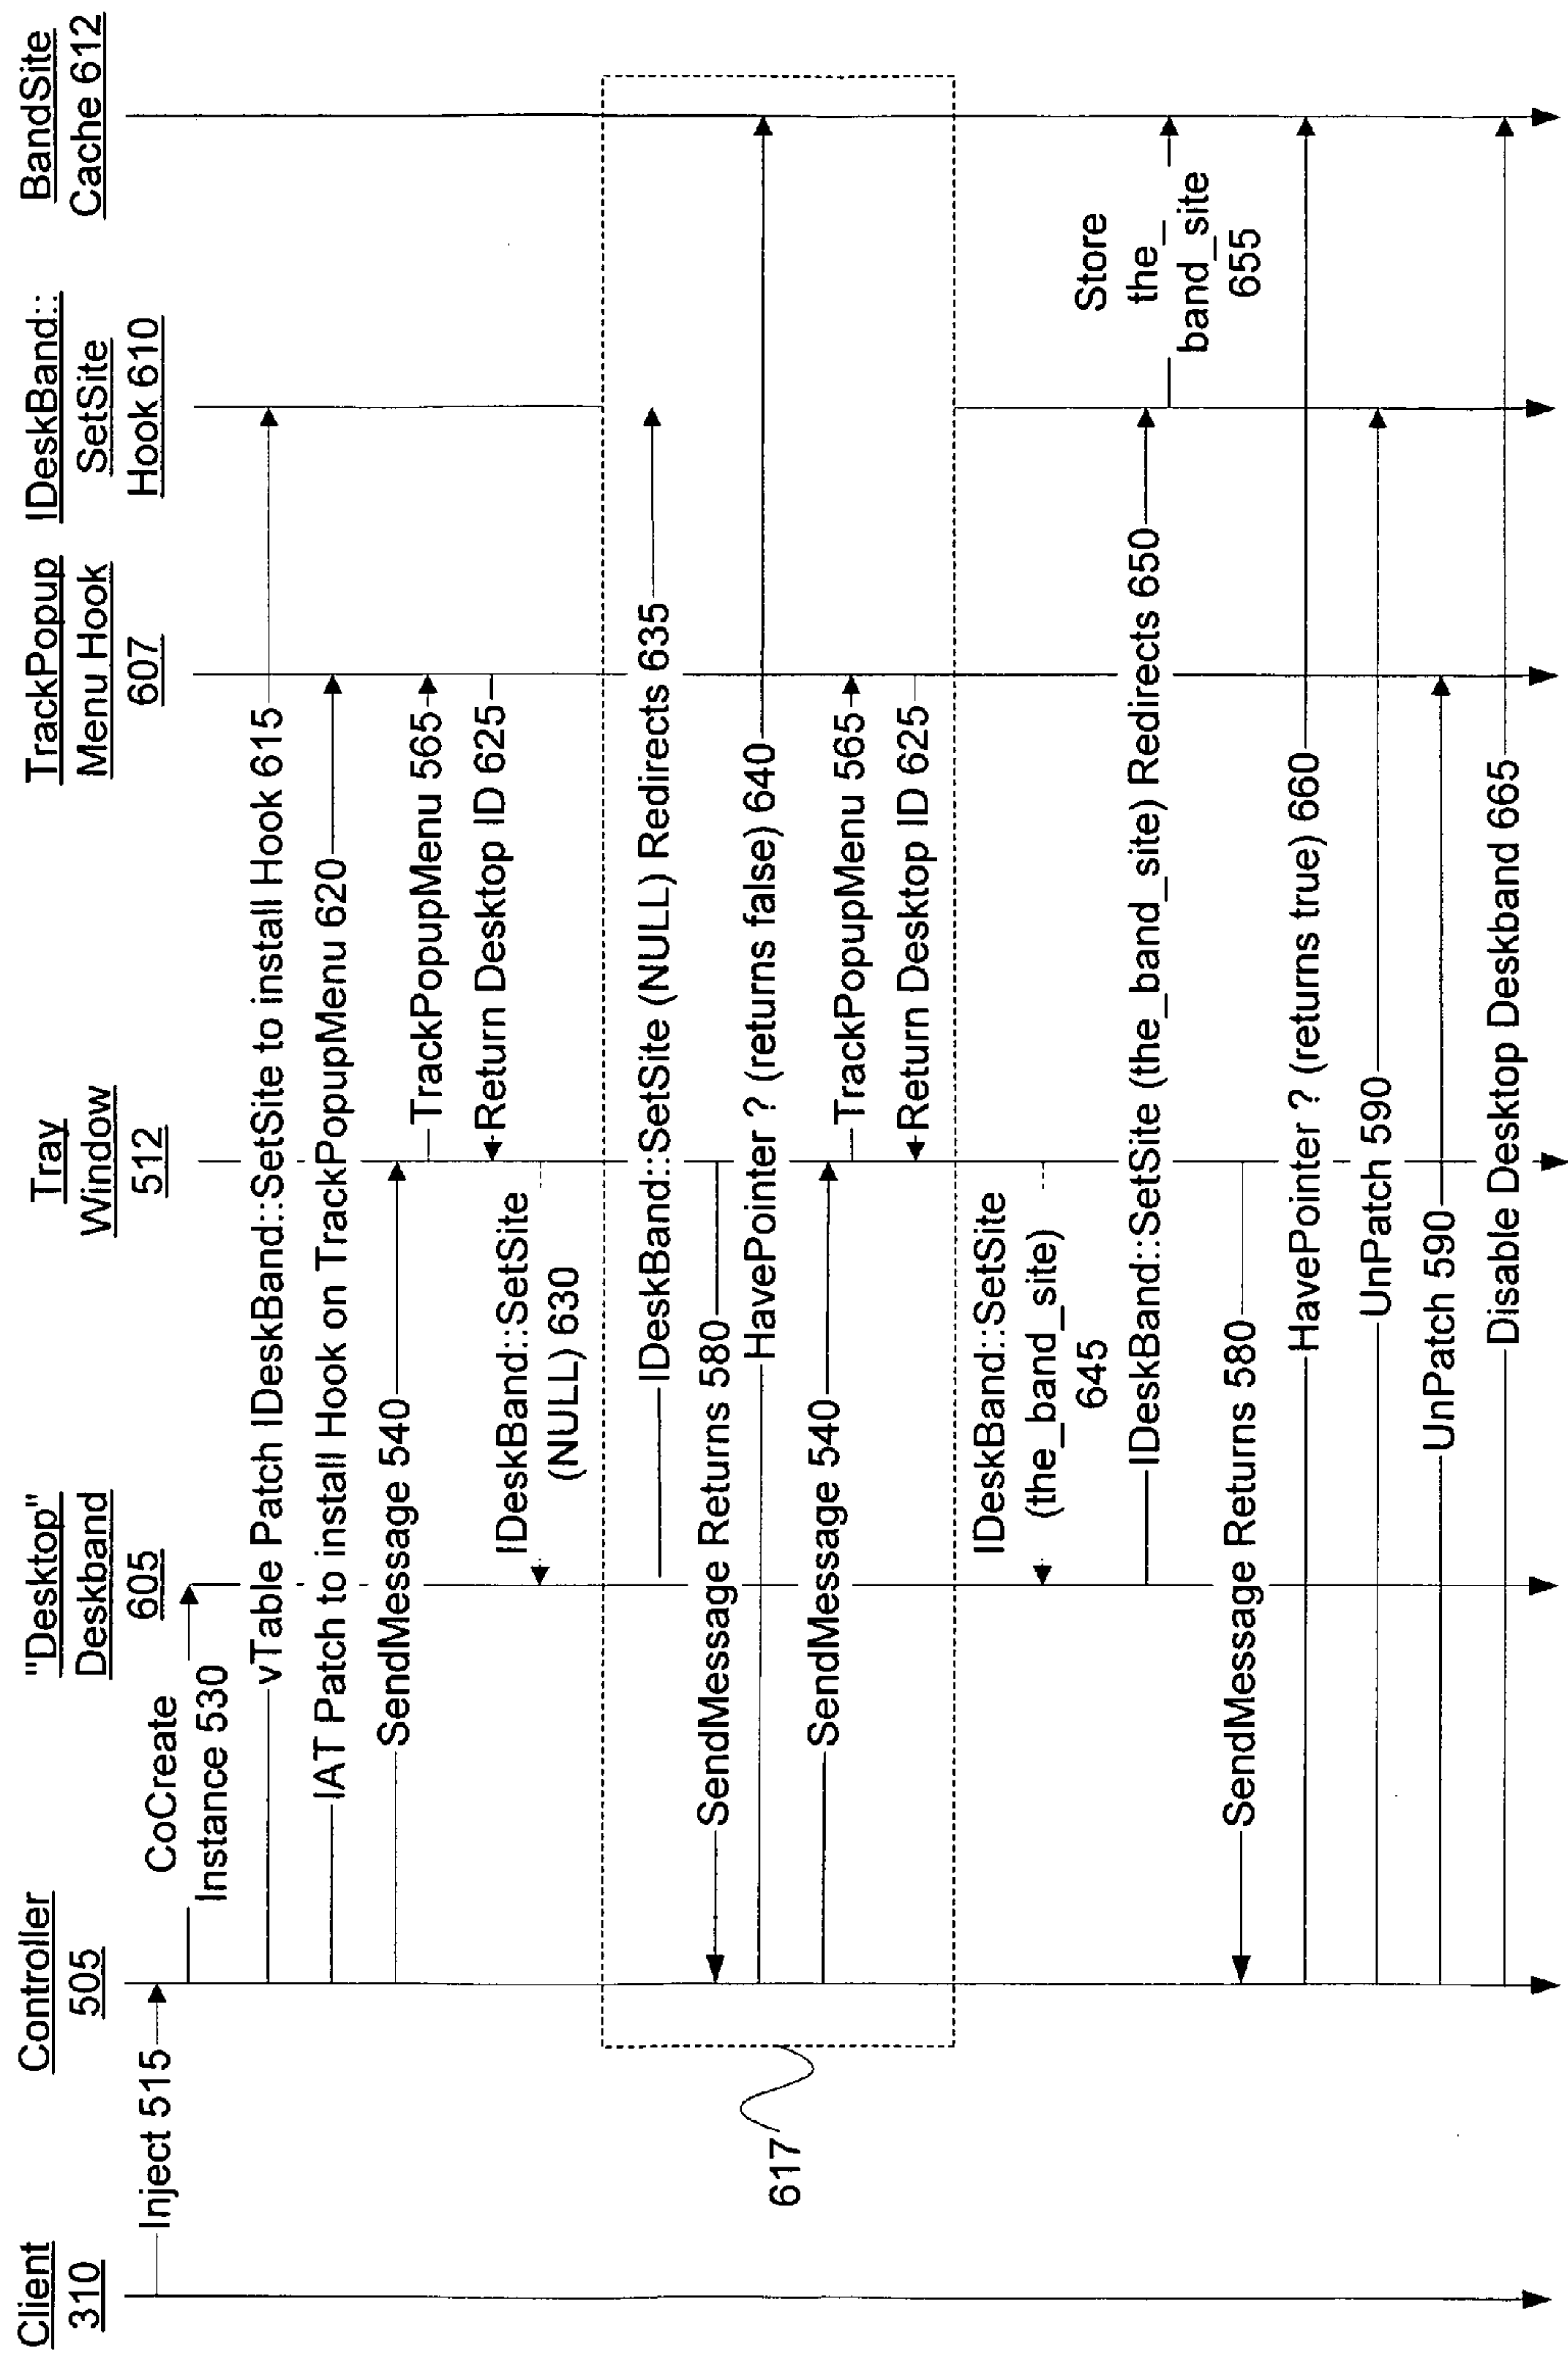 Client
310
Controller
505
"Desktop"
Deskband
605
Tray
Window
512
TrackPopup
Menu Hook
607
IDeskBand::
SetSite
Hook 610
BandSite
Cache 612
Inject 515
CoCreate
Instance 530
vTable Patch IDeskBand::SetSite to install Hook 615
IAT Patch to install Hook on TrackPopupMenu 620
SendMessage 540
TrackPopupMenu 565
Return Desktop ID 625
IDeskBand::SetSite
(NULL) 630
IDeskBand::SetSite (NULL) Redirects 635
SendMessage Returns 580
HavePointer ? (returns false) 640
SendMessage 540
TrackPopupMenu 565
Return Desktop ID 625
617
IDeskBand::SetSite
(the_band_site)
645
IDeskBand::SetSite (the_band_site) Redirects 650
Store
the_
band_site
655
SendMessage Returns 580
HavePointer ? (returns true) 660
UnPatch 590
UnPatch 590
Disable Desktop Deskband 665